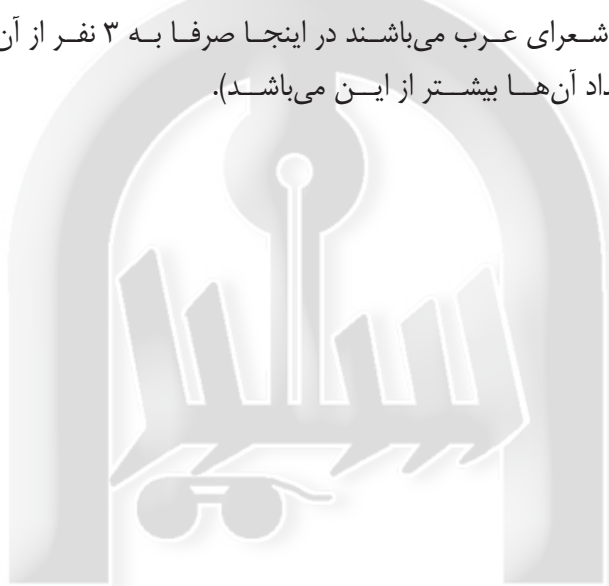 شعرای عرب می‌باشند در اینجا صرفا به ۳ نفر از آن
داد آن‌ها بیشتر از این می‌باشد).